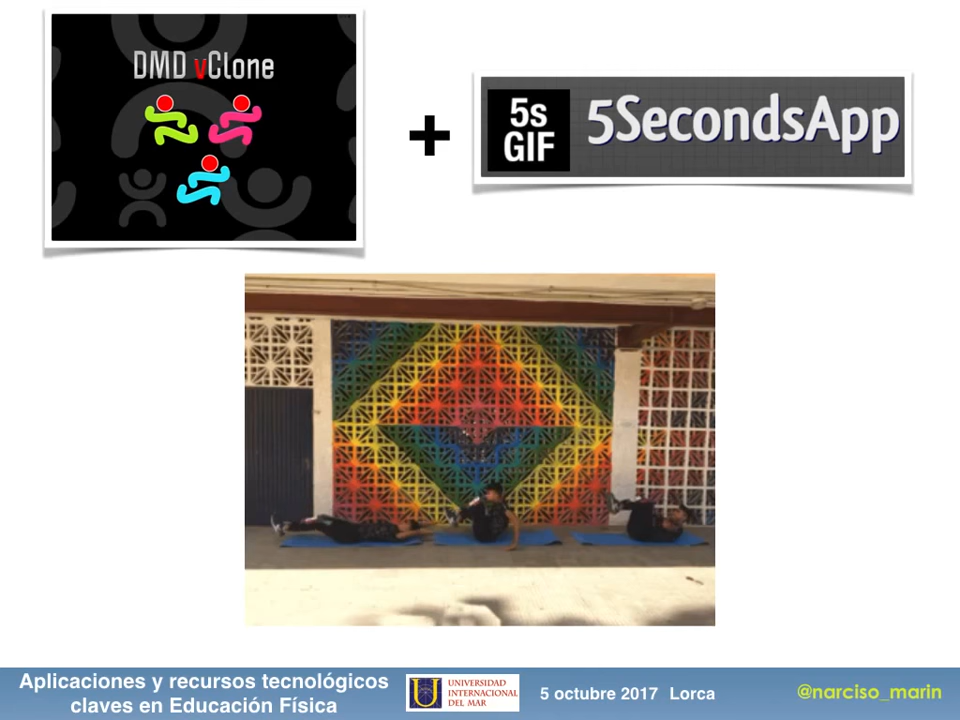 DMD vClone
+
5s
GIF
5SecondsApp
Aplicaciones y recursos tecnológicos
claves en Educación Física
UNIVERSIDAD
INTERNACIONAL
DEL MAR
5 octubre 2017 Lorca
@narciso_marin